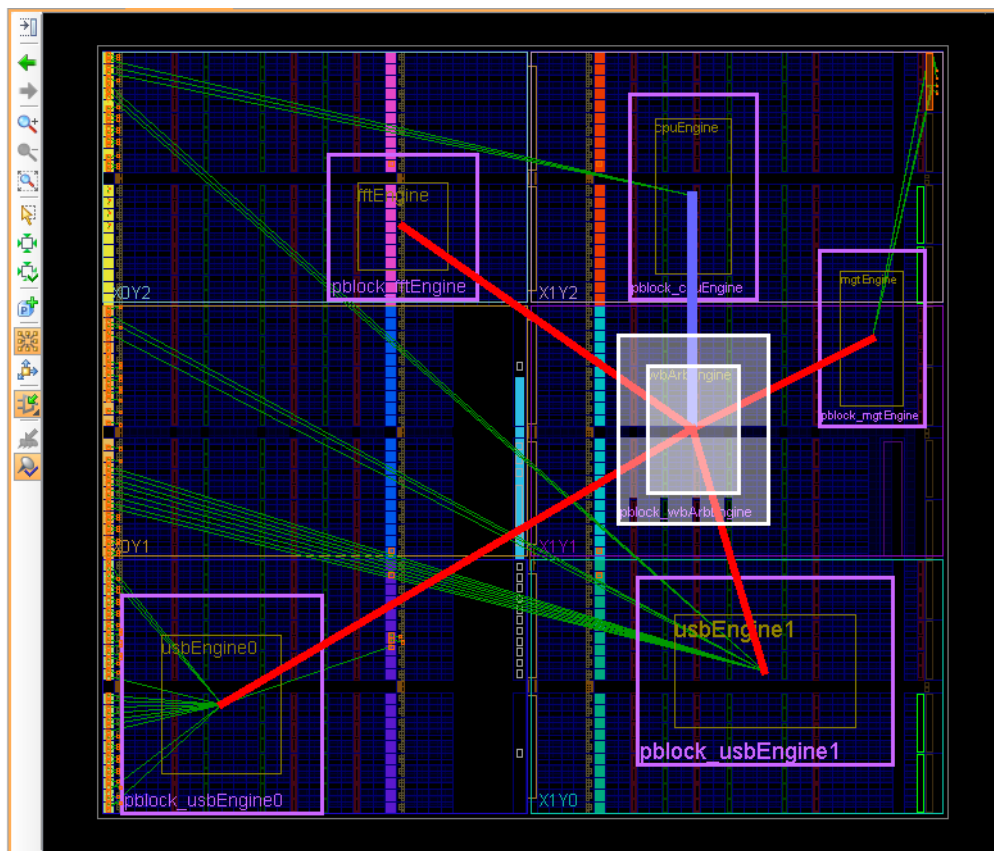 cpuEngine
fftEngine
mgtEngine
pblock_fftEngine
pblock_cpuEngine
X0Y2
X1Y2
wbArbEngine
pblock_mgtEngine
pblock_wbArbEngine
X0Y1
X1Y1
usbEngine1
usbEngine0
pblock_usbEngine1
pblock_usbEngine0
X1Y0